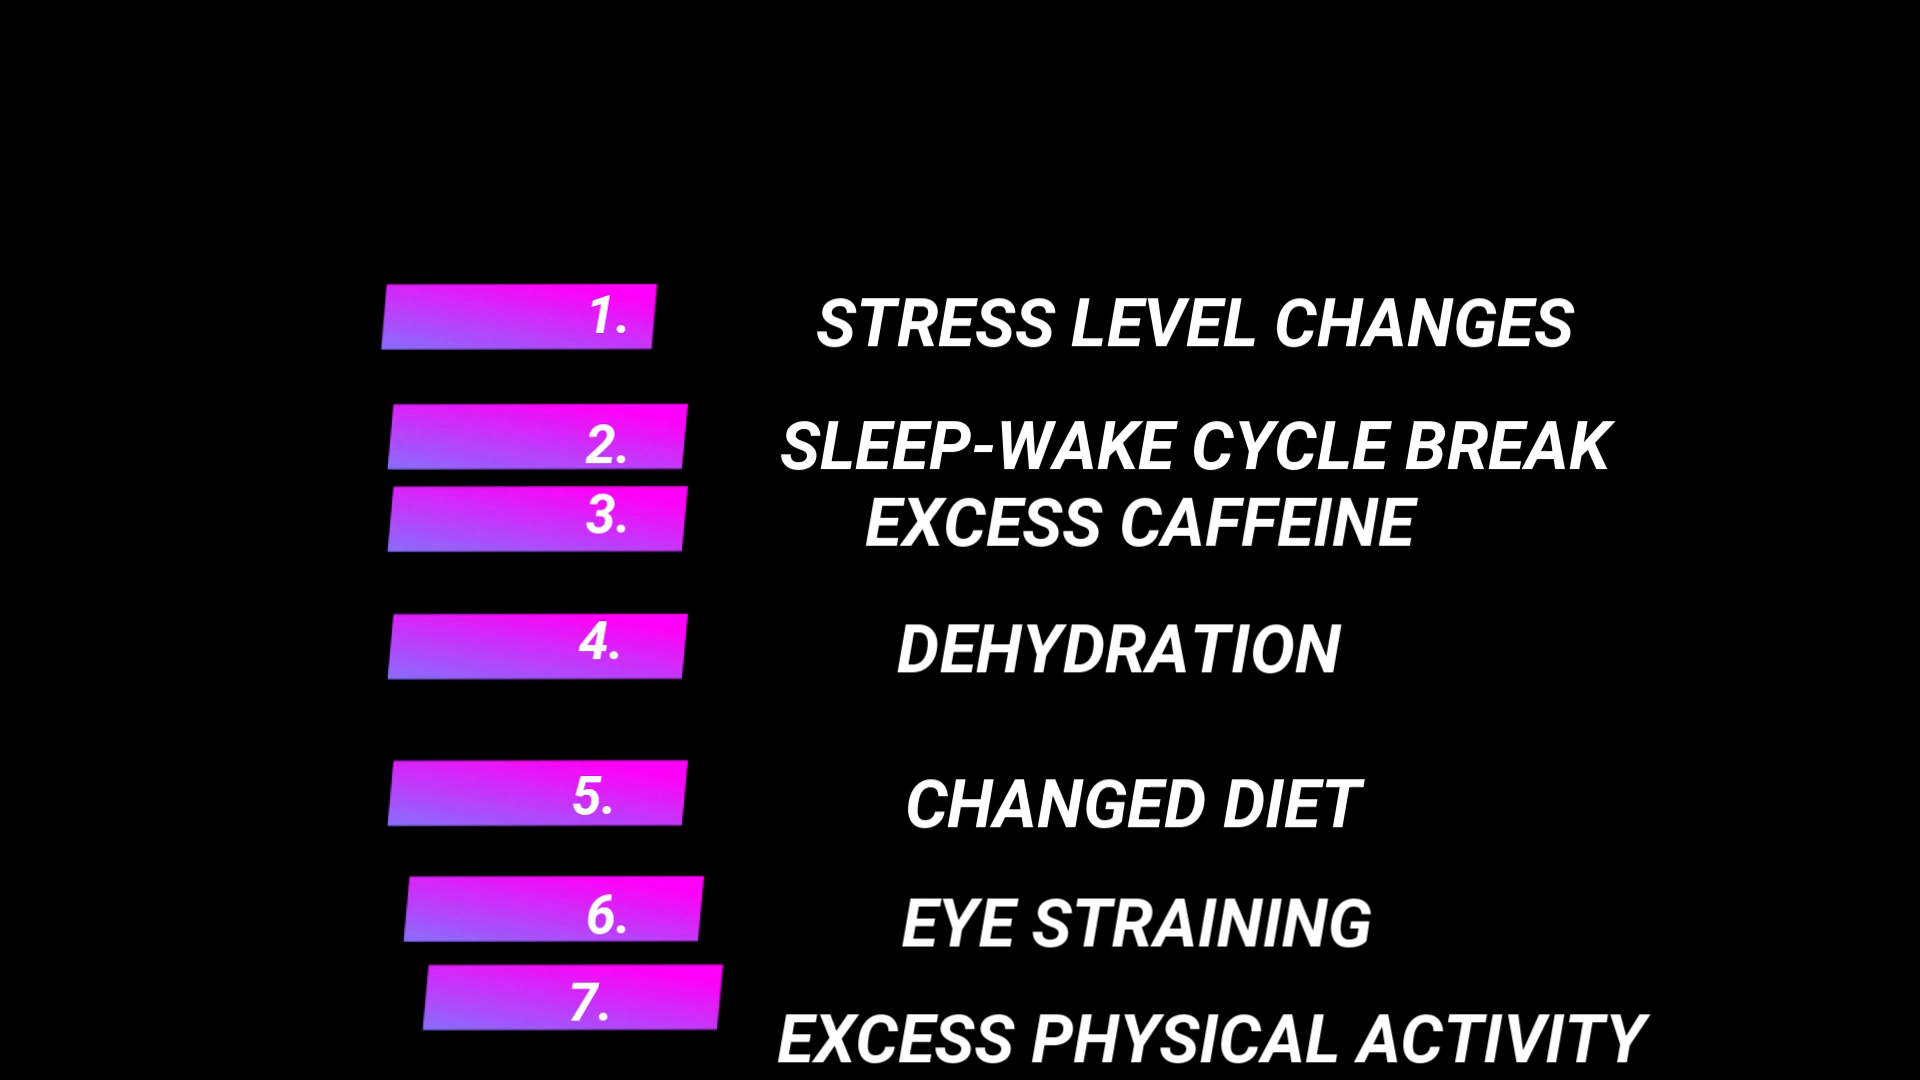 1. STRESS LEVEL CHANGES
2. SLEEP-WAKE CYCLE BREAK
3. EXCESS CAFFEINE
4. DEHYDRATION
5. CHANGED DIET
6. EYE STRAINING
7. EXCESS PHYSICAL ACTIVITY